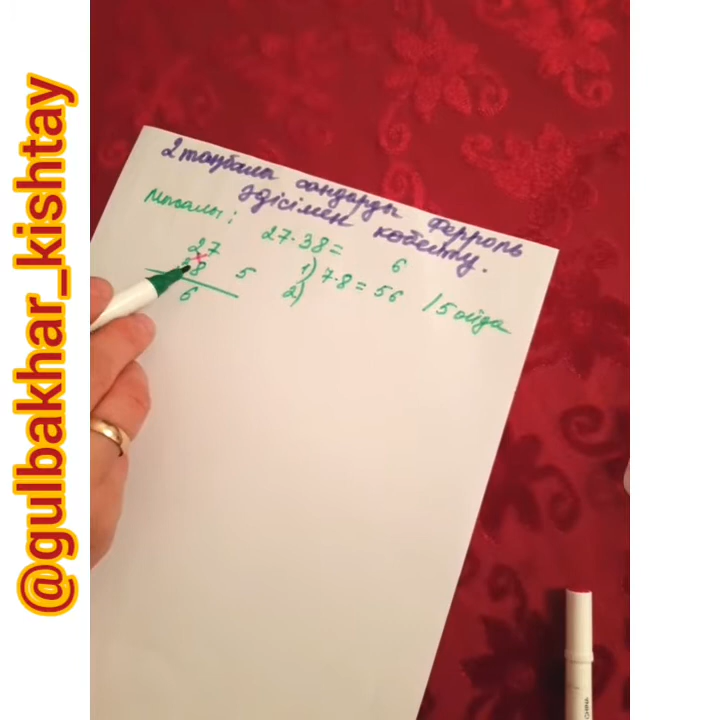 @gulbakhar_kishtay
2 таңбалы сандарды Ферроль
әдісімен көбейту.
Мысалы; 27·38= 6
27
38 5
6
1) 7·8=56 /5 ойда
2)